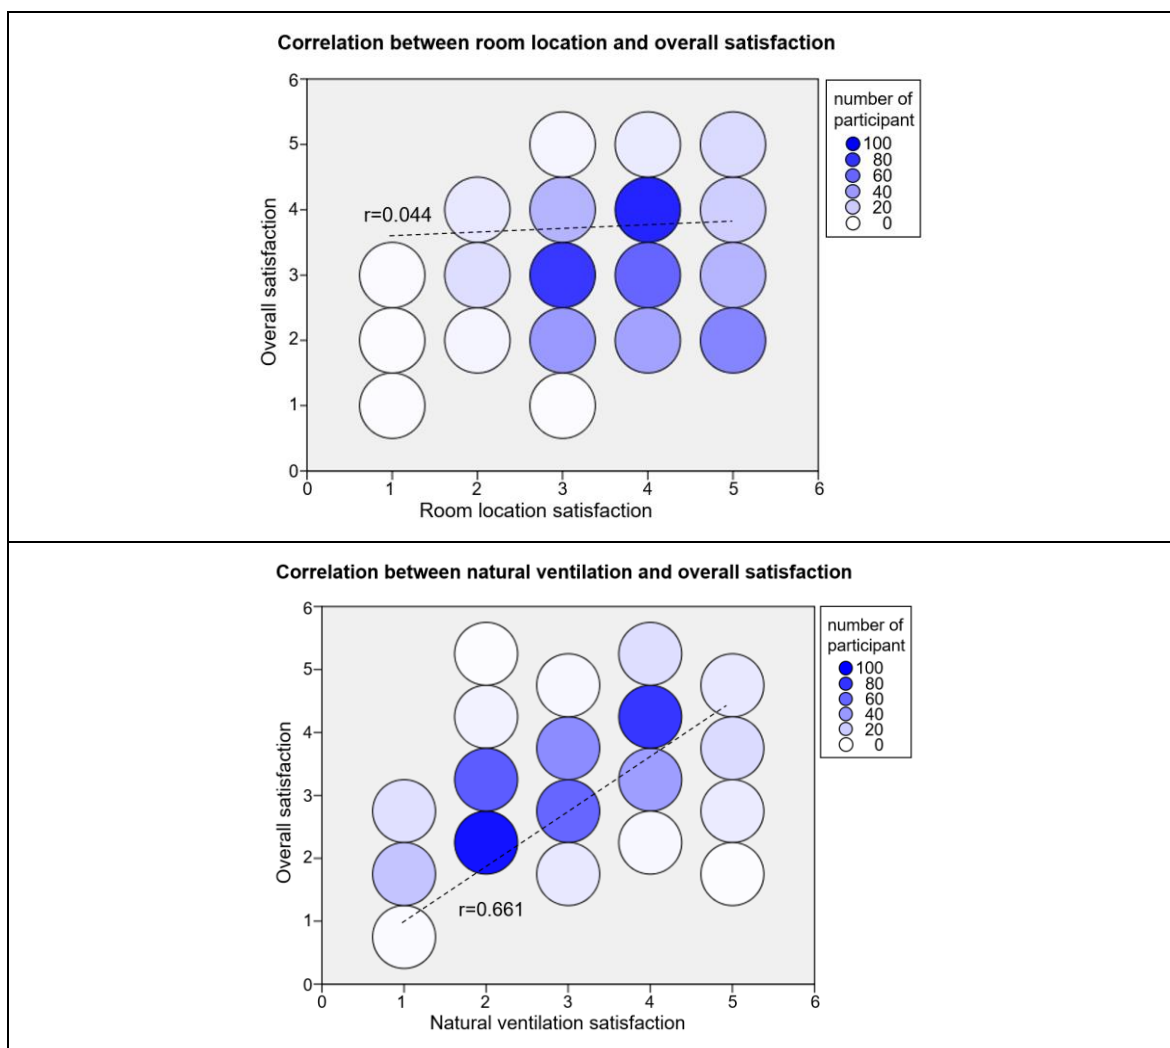 Correlation between room location and overall satisfaction
number of
participant
100
80
60
40
20
0
6
5
4
3
2
1
0
Overall satisfaction
r=0.044
0 1 2 3 4 5 6
Room location satisfaction
Correlation between natural ventilation and overall satisfaction
number of
participant
100
80
60
40
20
0
6
5
4
3
2
1
0
Overall satisfaction
r=0.661
0 1 2 3 4 5 6
Natural ventilation satisfaction